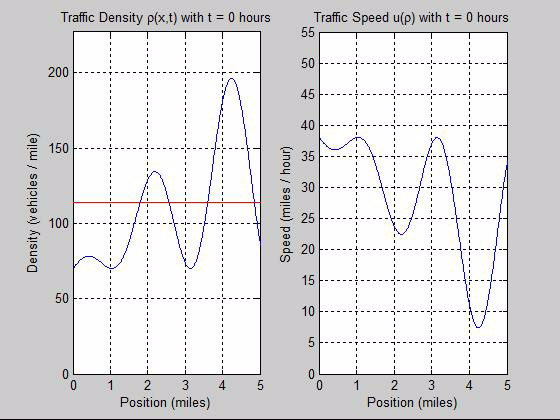 Traffic Density ρ(x,t) with t = 0 hours
200
150
100
50
0
Density (vehicles / mile)
0 1 2 3 4 5
Position (miles)
Traffic Speed u(ρ) with t = 0 hours
55
50
45
40
35
30
25
20
15
10
5
0
Speed (miles / hour)
0 1 2 3 4 5
Position (miles)